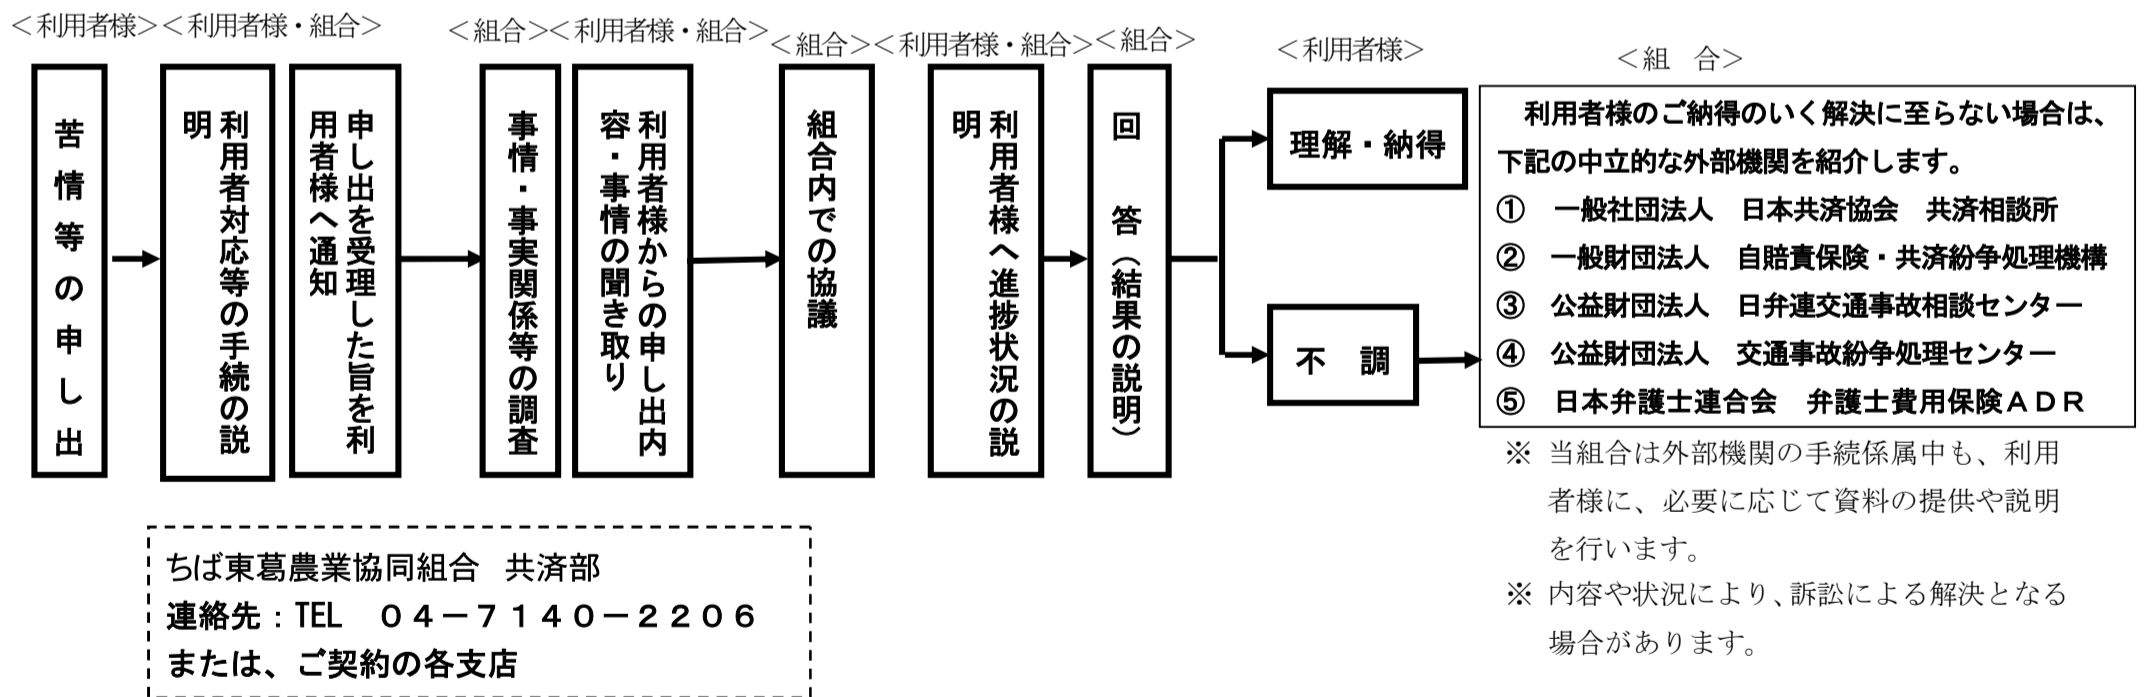 ＜利用者様＞
＜利用者様・組合＞
＜組合＞
＜利用者様・組合＞
＜組合＞
＜利用者様・組合＞
＜組合＞
＜利用者様＞
＜組　合＞
苦情等の申し出
利用者対応等の手続の説
明
申し出を受理した旨を利
用者様へ通知
事情・事実関係等の調査
利用者様からの申し出内
容・事情の聞き取り
組合内での協議
利用者様へ進捗状況の説
明
回　答（結果の説明）
理解・納得
不　調
利用者様のご納得のいく解決に至らない場合は、
下記の中立的な外部機関を紹介します。
①　一般社団法人　日本共済協会　共済相談所
②　一般財団法人　自賠責保険・共済紛争処理機構
③　公益財団法人　日弁連交通事故相談センター
④　公益財団法人　交通事故紛争処理センター
⑤　日本弁護士連合会　弁護士費用保険ＡＤＲ
※ 当組合は外部機関の手続係属中も、利用
者様に、必要に応じて資料の提供や説明
を行います。
※ 内容や状況により、訴訟による解決となる
場合があります。
ちば東葛農業協同組合　共済部
連絡先：TEL　０４－７１４０－２２０６
または、ご契約の各支店